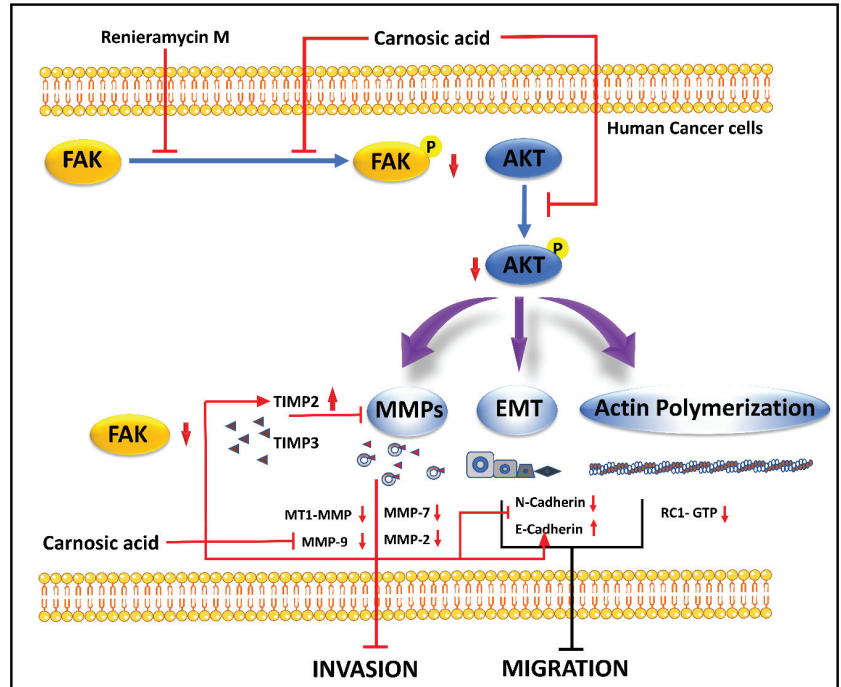 Renieramycin M
Carnosic acid
Human Cancer cells
FAK
FAK
P
AKT
P
AKT
TIMP2
MMPs
EMT
Actin Polymerization
FAK
TIMP3
MT1-MMP
MMP-7
N-Cadherin
RC1- GTP
E-Cadherin
Carnosic acid
MMP-9
MMP-2
INVASION
MIGRATION